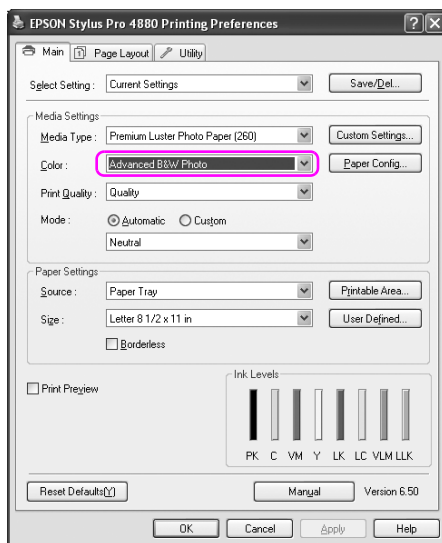 EPSON Stylus Pro 4880 Printing Preferences
Main Page Layout Utility
Select Setting : Current Settings Save/Del...
Media Settings
Media Type : Premium Luster Photo Paper (260) Custom Settings...
Color : Advanced B&W Photo Paper Config...
Print Quality : Quality
Mode : Automatic Custom
Neutral
Paper Settings
Source : Paper Tray Printable Area...
Size : Letter 8 1/2 x 11 in User Defined...
Borderless
Print Preview
Ink Levels
PK C VM Y LK LC VLM LLK
Reset Defaults(Y) Manual Version 6.50
OK Cancel Apply Help